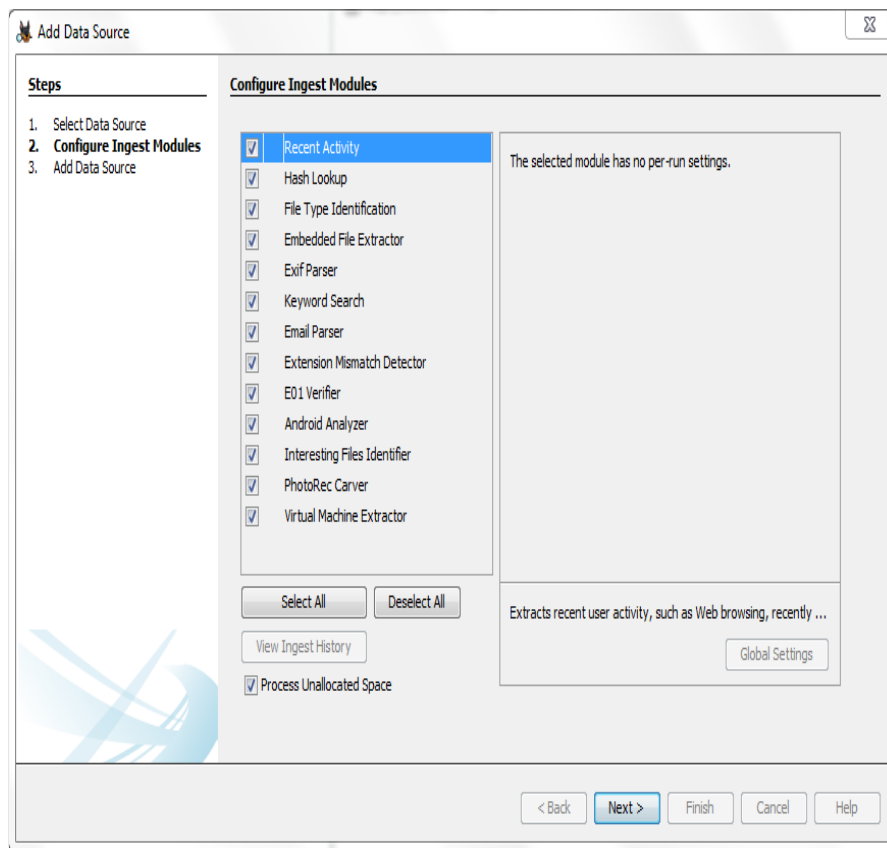 Add Data Source
Steps
1. Select Data Source
2. Configure Ingest Modules
3. Add Data Source
Configure Ingest Modules
Recent Activity
Hash Lookup
File Type Identification
Embedded File Extractor
Exif Parser
Keyword Search
Email Parser
Extension Mismatch Detector
E01 Verifier
Android Analyzer
Interesting Files Identifier
PhotoRec Carver
Virtual Machine Extractor
Select All
Deselect All
View Ingest History
Process Unallocated Space
The selected module has no per-run settings.
Extracts recent user activity, such as Web browsing, recently ...
Global Settings
< Back
Next >
Finish
Cancel
Help